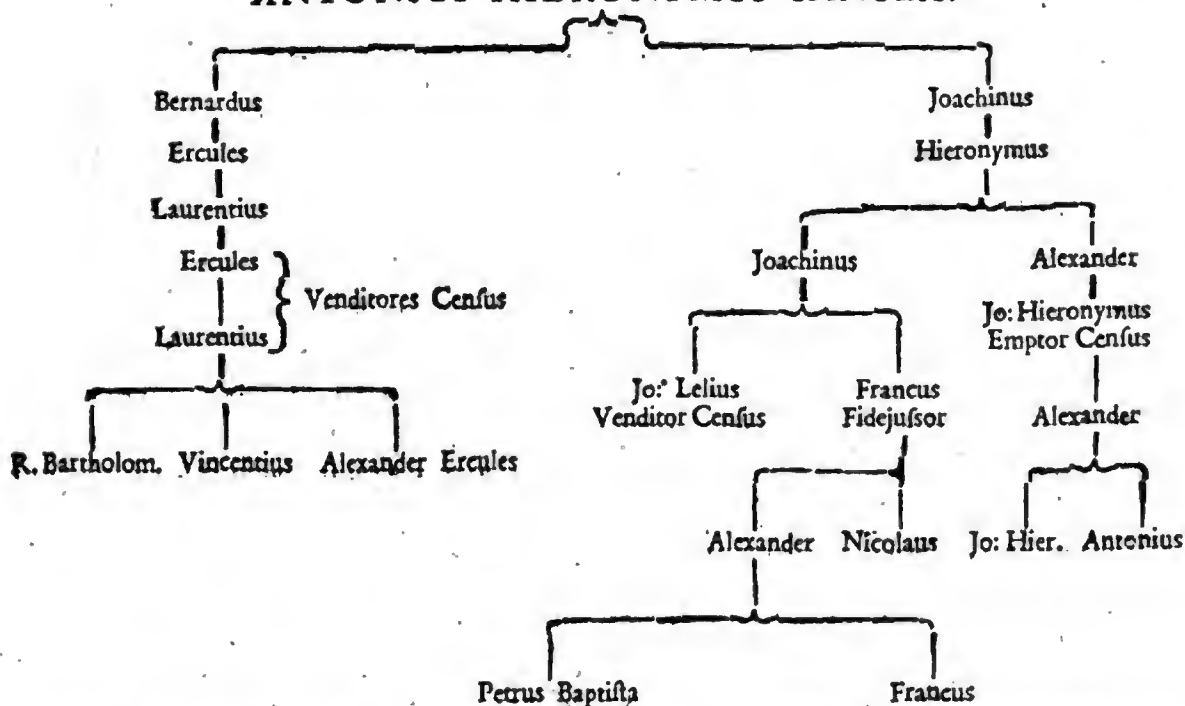 Bernardus Joachinus
Ercules Hieronymus
Laurentius
Ercules Joachinus Alexander
Venditores Cenſus
Jo: Hieronymus
Laurentius Emptor Cenſus
Jo: Lelius Francus
Venditor Cenſus Fidejuſſor Alexander
R. Bartholom. Vincentius Alexander Ercules
Alexander Nicolaus Jo: Hier. Antonius
Petrus Baptiſta Francus